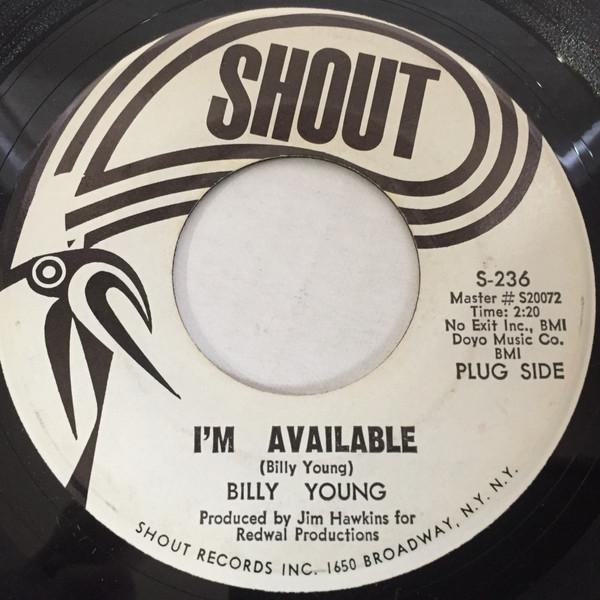 SHOUT
S-236
Master # S20072
Time: 2:20
No Exit Inc., BMI
Doyo Music Co.
BMI
PLUG SIDE
I'M AVAILABLE
(Billy Young)
BILLY YOUNG
Produced by Jim Hawkins for
Redwal Productions
SHOUT RECORDS INC. 1650 BROADWAY, N.Y. N.Y.